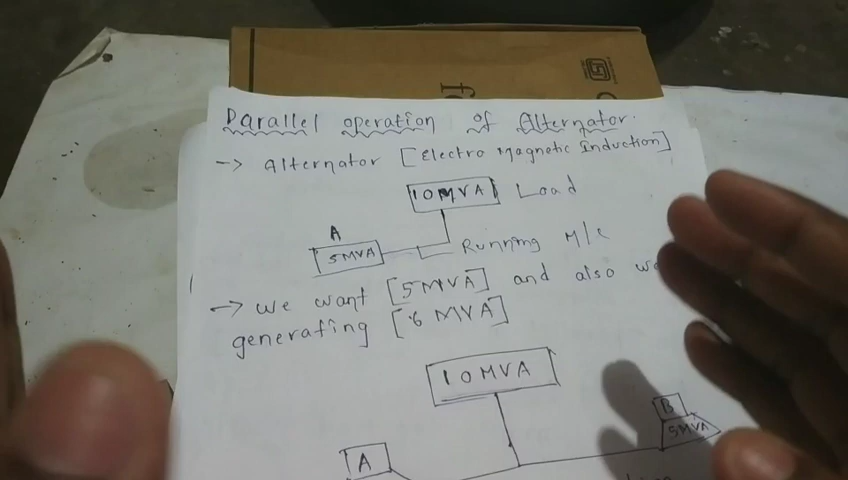 Parallel operation of Alternator.
→ Alternator [Electro Magnetic Induction]
10MVA Load
A
5MVA
Running M/c
→ we want [5MVA] and also
generating [6 MVA]
10MVA
B
5MVA
A